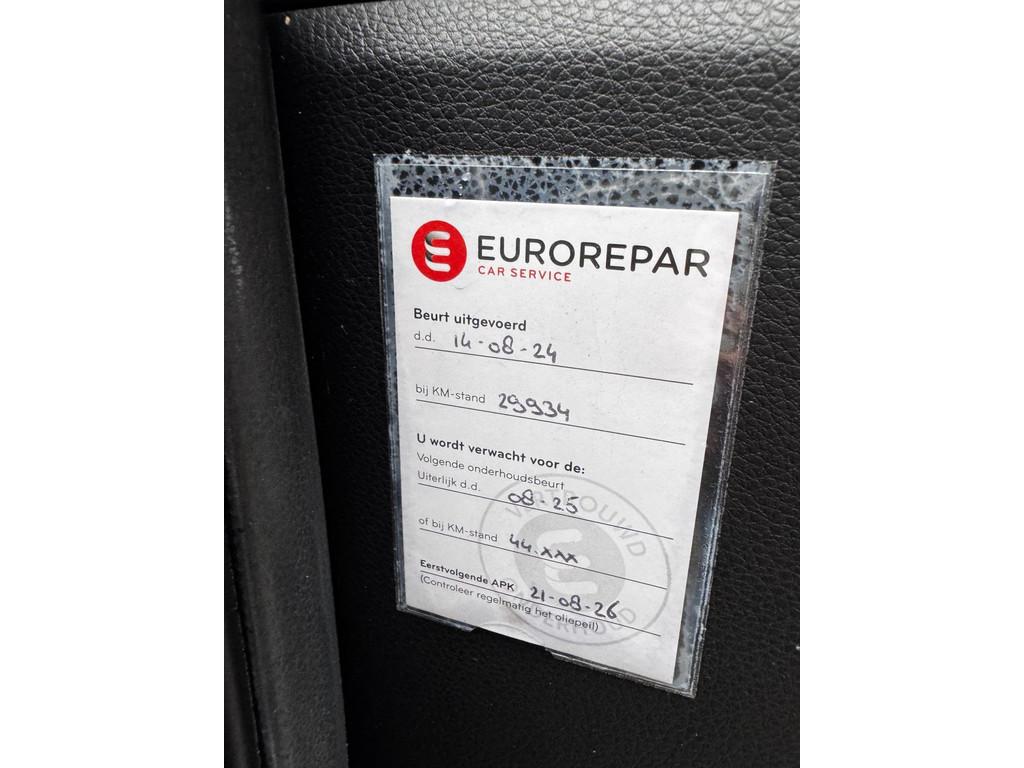 EUROREPAR
CAR SERVICE
Beurt uitgevoerd
d.d. 14-08-24
bij KM-stand 29934
U wordt verwacht voor de:
Volgende onderhoudsbeurt
Uiterlijk d.d. 08-25
of bij KM-stand 44.xxx
Eerstvolgende APK: 21-08-26
(Controleer regelmatig het oliepeil)